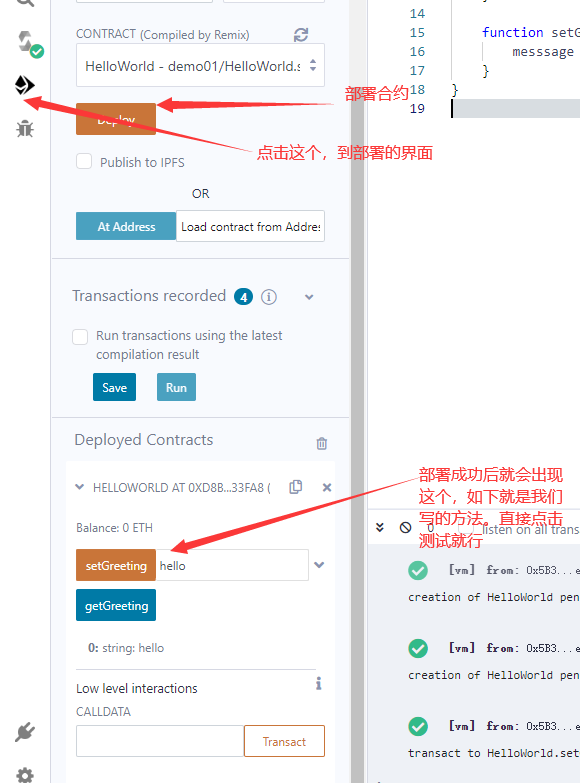 CONTRACT (Compiled by Remix)
HelloWorld - demo01/HelloWorld.s
Deploy
部署合约
点击这个，到部署的界面
Publish to IPFS
OR
At Address
Load contract from Addres
Transactions recorded 4 i
Run transactions using the latest
compilation result
Save
Run
Deployed Contracts
HELLOWORLD AT 0XD8B...33FA8 (
Balance: 0 ETH
setGreeting
hello
getGreeting
0: string: hello
Low level interactions
i
CALLDATA
Transact
14
15 function setG
16 messsage
17 }
18 }
19
部署成功后就会出现
这个，如下就是我们
写的方法。直接点击
测试就行
0
listen on all trans
[vm] from: 0x5B3...e
creation of HelloWorld pen
[vm] from: 0x5B3...e
creation of HelloWorld pen
[vm] from: 0x5B3...e
transact to HelloWorld.set